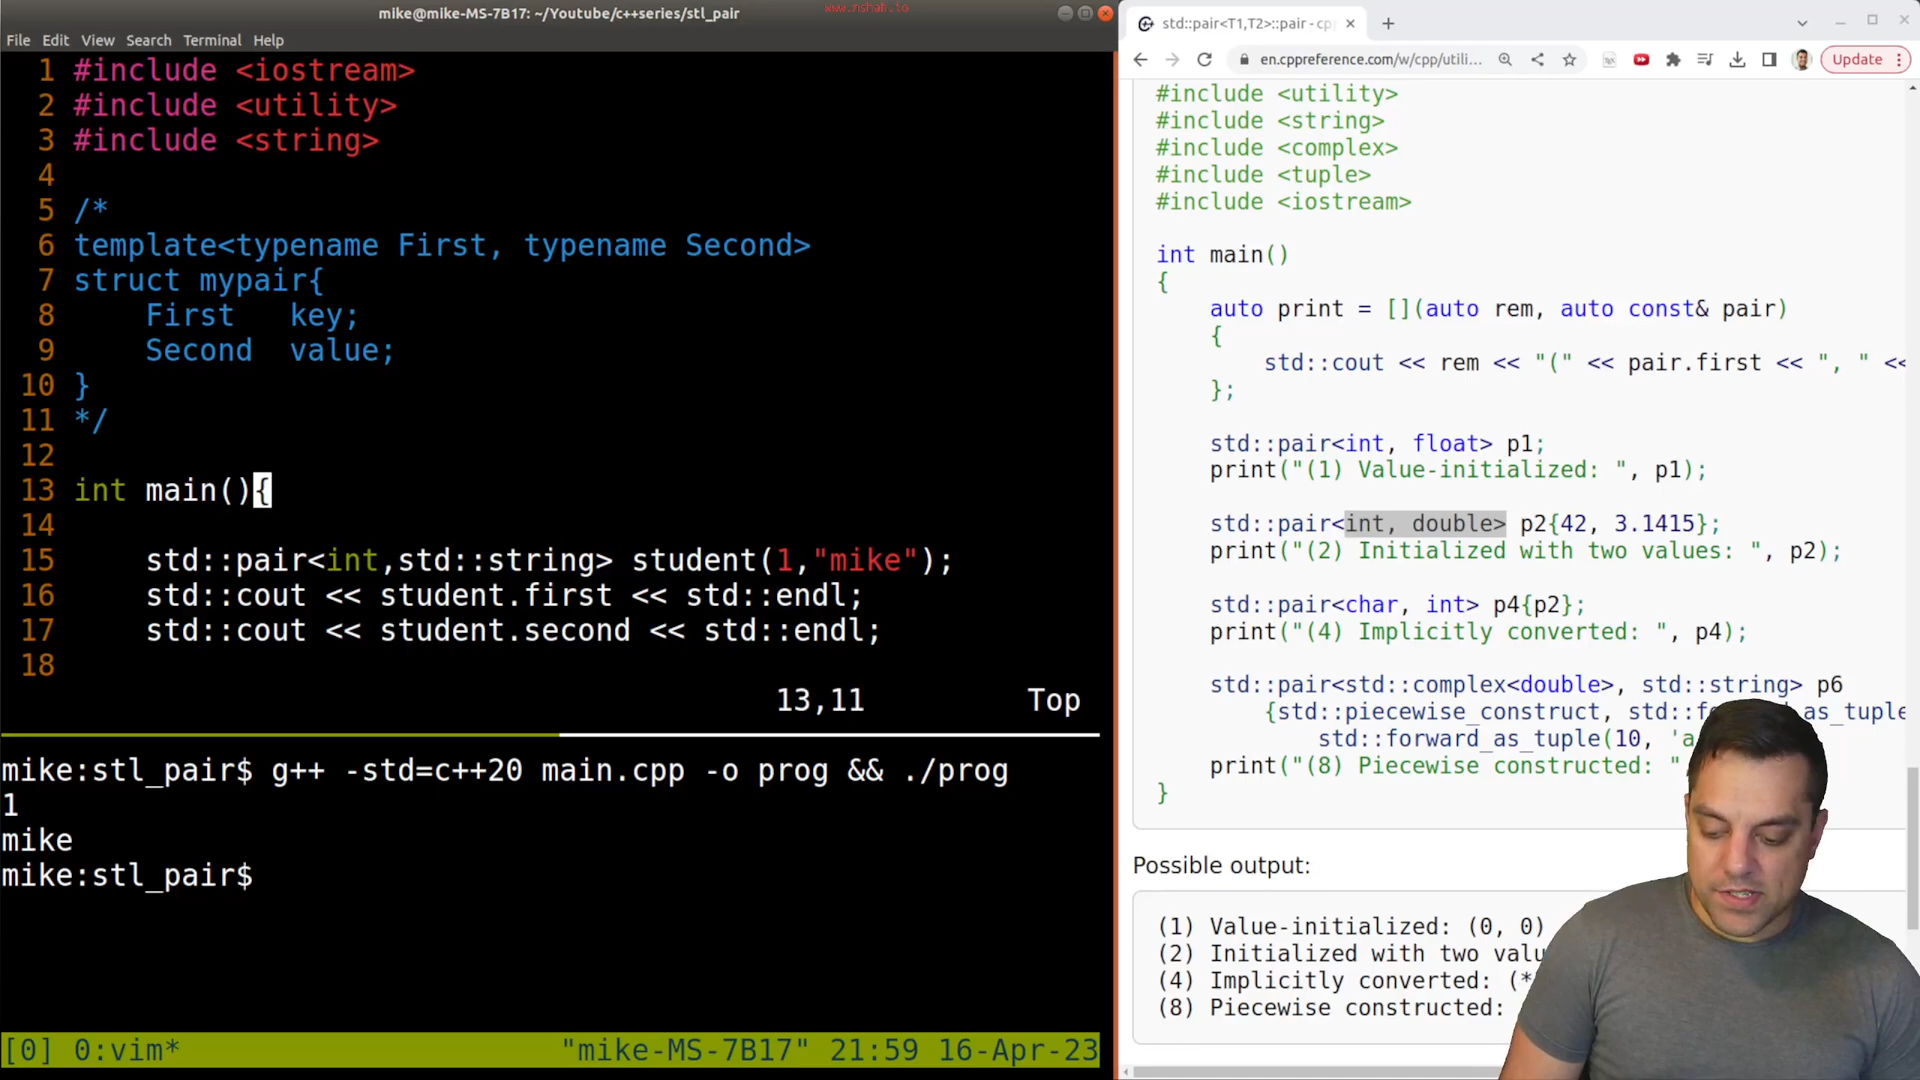 mike@mike-MS-7B17: ~/Youtube/c++series/stl_pair
www.mshah.io
File Edit View Search Terminal Help
1 #include <iostream>
2 #include <utility>
3 #include <string>
4
5 /*
6 template<typename First, typename Second>
7 struct mypair{
8     First   key;
9     Second  value;
10 }
11 */
12
13 int main(){
14
15     std::pair<int,std::string> student(1,"mike");
16     std::cout << student.first << std::endl;
17     std::cout << student.second << std::endl;
18
13,11 Top
mike:stl_pair$ g++ -std=c++20 main.cpp -o prog && ./prog
1
mike
mike:stl_pair$
[0] 0:vim* "mike-MS-7B17" 21:59 16-Apr-23
std::pair<T1,T2>::pair - cpp
en.cppreference.com/w/cpp/utili... Update
#include <utility>
#include <string>
#include <complex>
#include <tuple>
#include <iostream>
int main()
{
    auto print = [](auto rem, auto const& pair)
    {
        std::cout << rem << "(" << pair.first << ", " <<
    };
    std::pair<int, float> p1;
    print("(1) Value-initialized: ", p1);
    std::pair<int, double> p2{42, 3.1415};
    print("(2) Initialized with two values: ", p2);
    std::pair<char, int> p4{p2};
    print("(4) Implicitly converted: ", p4);
    std::pair<std::complex<double>, std::string> p6
        {std::piecewise_construct, std::f as_tuple
            std::forward_as_tuple(10, 'a
    print("(8) Piecewise constructed: "
}
Possible output:
(1) Value-initialized: (0, 0)
(2) Initialized with two valu
(4) Implicitly converted: (*
(8) Piecewise constructed: